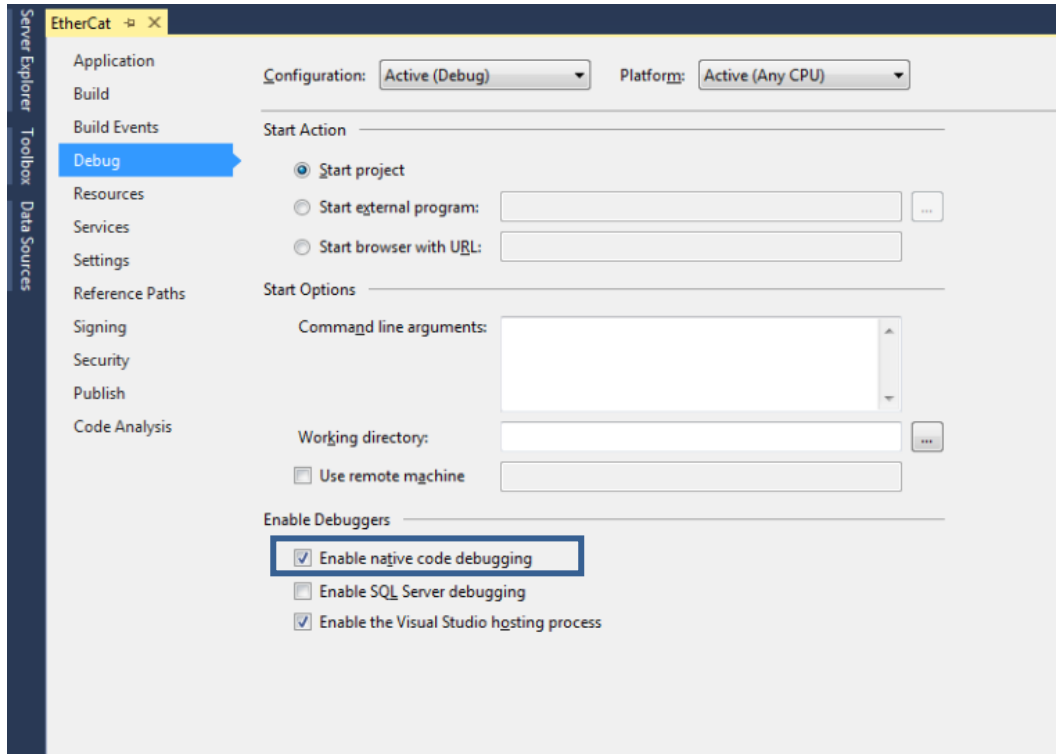 Server Explorer
Toolbox
Data Sources
EtherCat
Application
Build
Build Events
Debug
Resources
Services
Settings
Reference Paths
Signing
Security
Publish
Code Analysis
Configuration: Active (Debug) Platform: Active (Any CPU)
Start Action
Start project
Start external program: ...
Start browser with URL:
Start Options
Command line arguments:
Working directory: ...
Use remote machine
Enable Debuggers
Enable native code debugging
Enable SQL Server debugging
Enable the Visual Studio hosting process